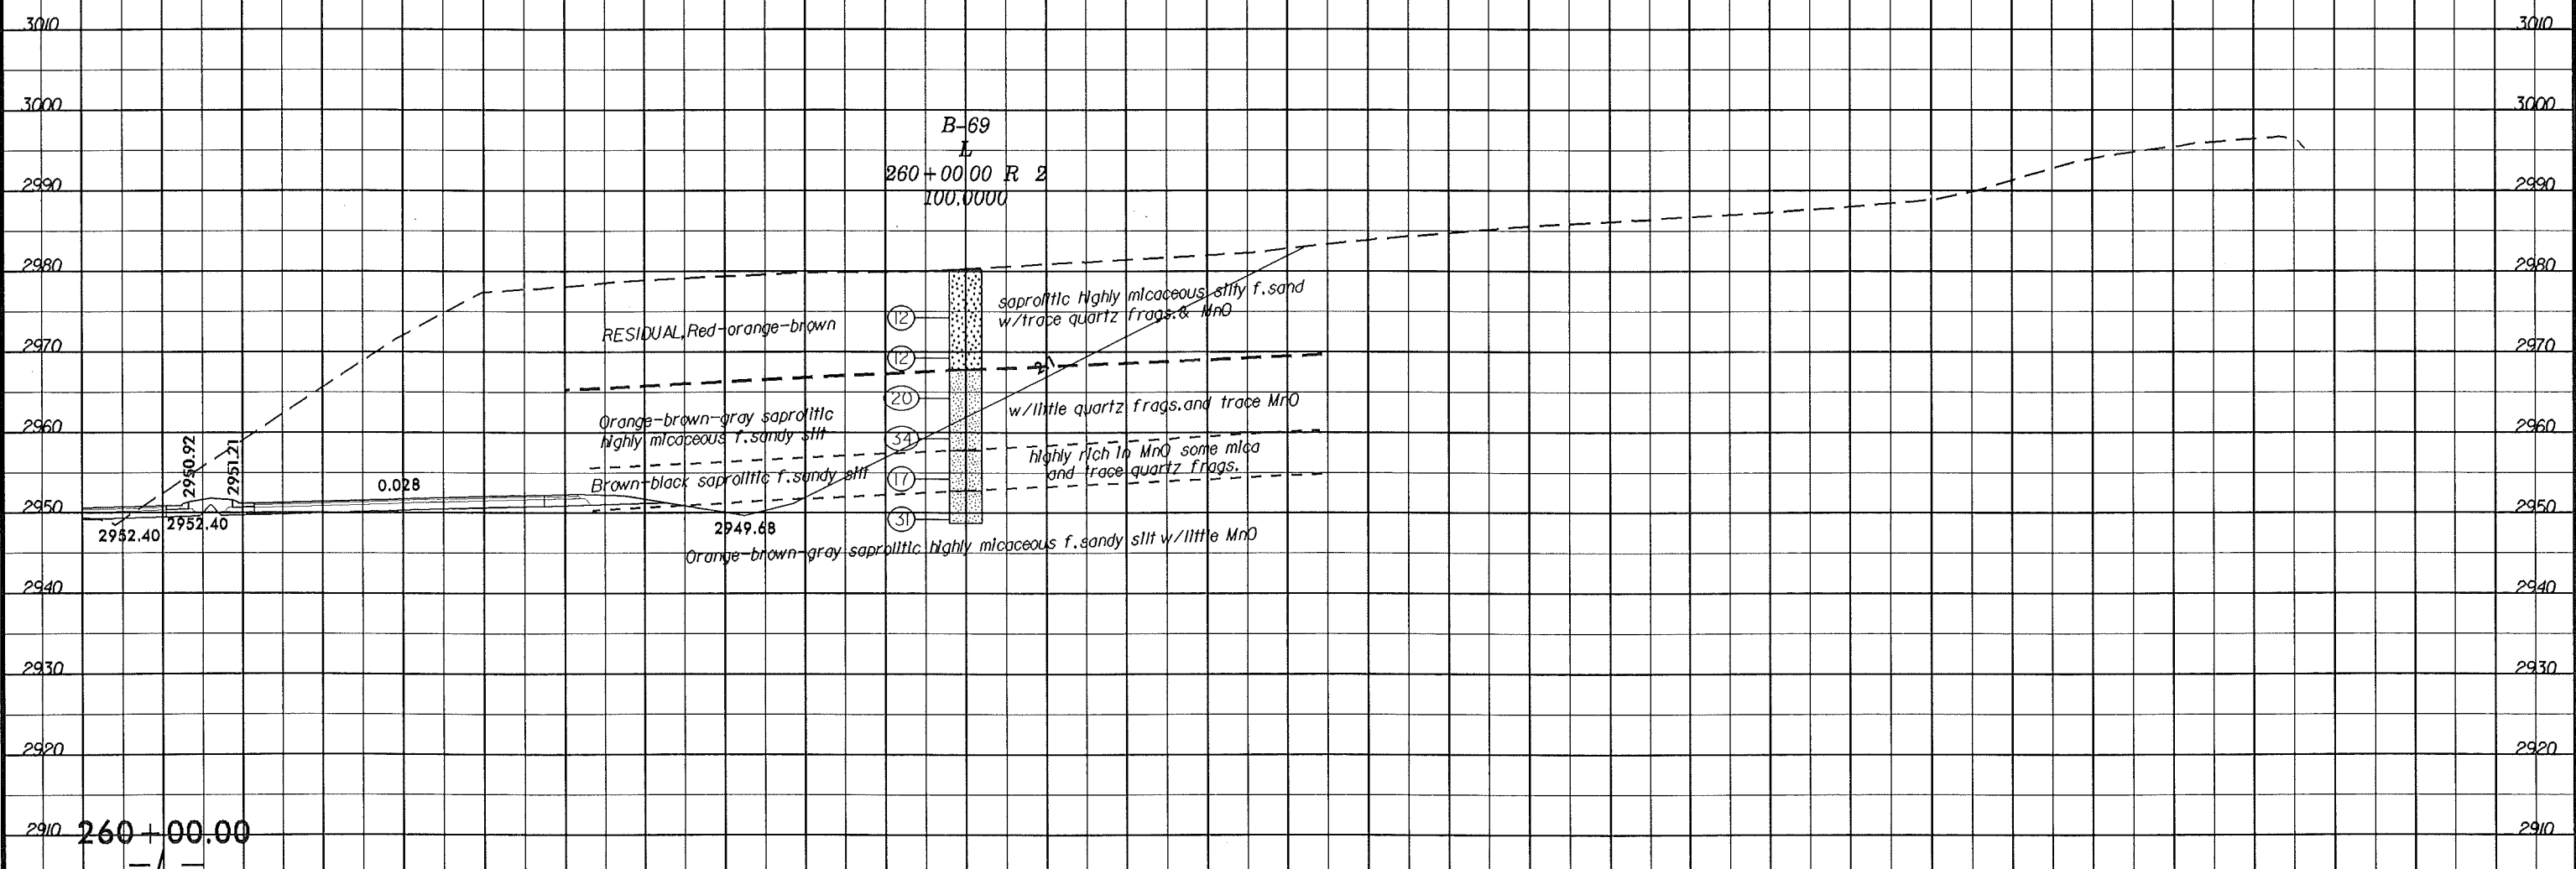 3010 3010
3000 3000
B-69
L
260+00.00 R 2
100.0000
2990 2990
2980 2980
saprolitic highly micaceous silty f.sand
w/trace quartz frags.& MnO
12
RESIDUAL,Red-orange-brown
2970 2970
12
2:1
20
w/little quartz frags.and trace MnO
Orange-brown-gray saprolitic
highly micaceous f.sandy silt
2960 2960
34
highly rich in MnO some mica
and trace quartz frags.
Brown-black saprolitic f.sandy silt
17
2950.92
2951.21
0.028
2950 2950
31
2952.40
2952.40
2949.68
Orange-brown-gray saprolitic highly micaceous f.sandy silt w/little MnO
2940 2940
2930 2930
2920 2920
2910 2910
260+00.00